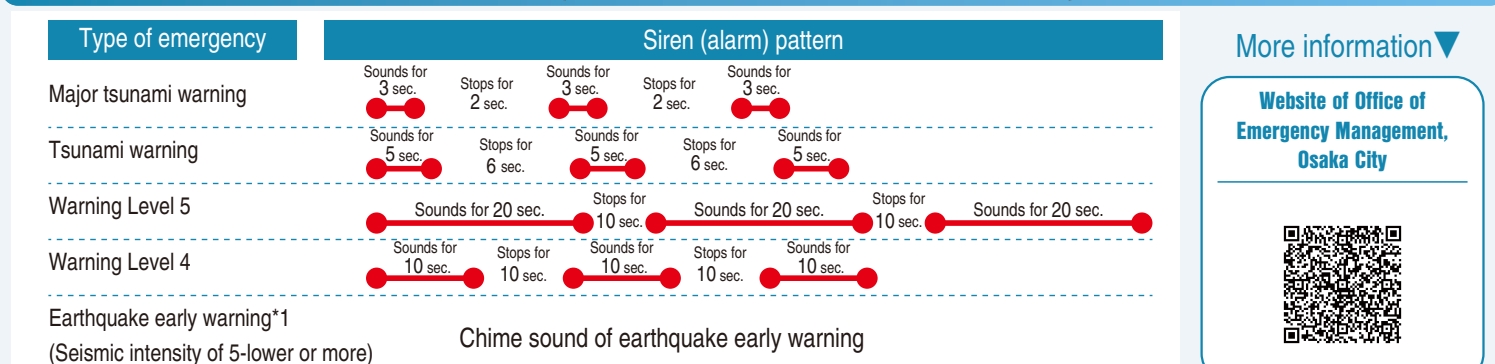 Type of emergency
Siren (alarm) pattern
Major tsunami warning
Sounds for
3 sec.
Stops for
2 sec.
Sounds for
3 sec.
Stops for
2 sec.
Sounds for
3 sec.
Tsunami warning
Sounds for
5 sec.
Stops for
6 sec.
Sounds for
5 sec.
Stops for
6 sec.
Sounds for
5 sec.
Warning Level 5
Sounds for 20 sec.
Stops for
10 sec.
Sounds for 20 sec.
Stops for
10 sec.
Sounds for 20 sec.
Warning Level 4
Sounds for
10 sec.
Stops for
10 sec.
Sounds for
10 sec.
Stops for
10 sec.
Sounds for
10 sec.
Earthquake early warning*1
(Seismic intensity of 5-lower or more)
Chime sound of earthquake early warning
More information▼
Website of Office of
Emergency Management,
Osaka City